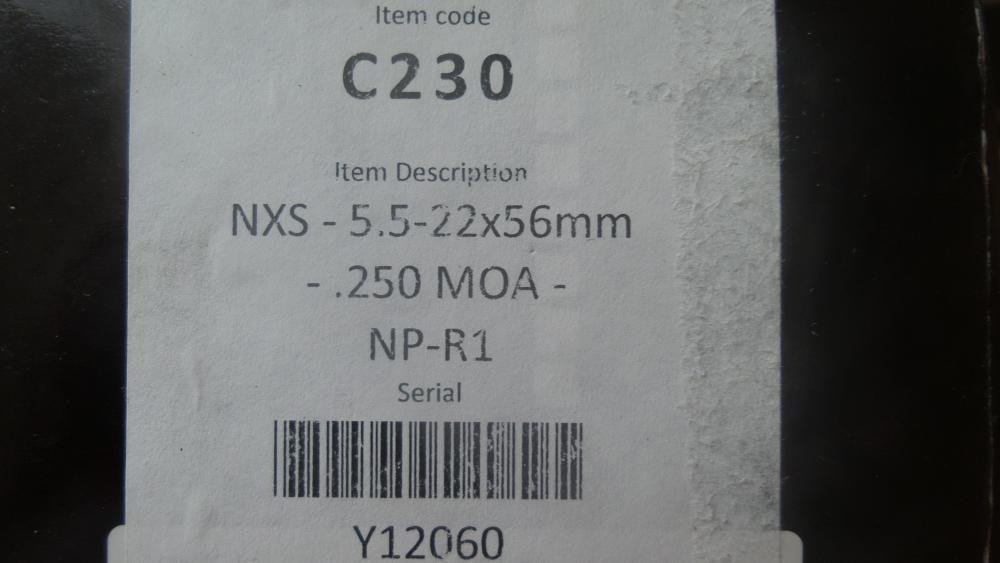 Item code
C230
Item Description
NXS - 5.5-22x56mm
- .250 MOA -
NP-R1
Serial
Y12060